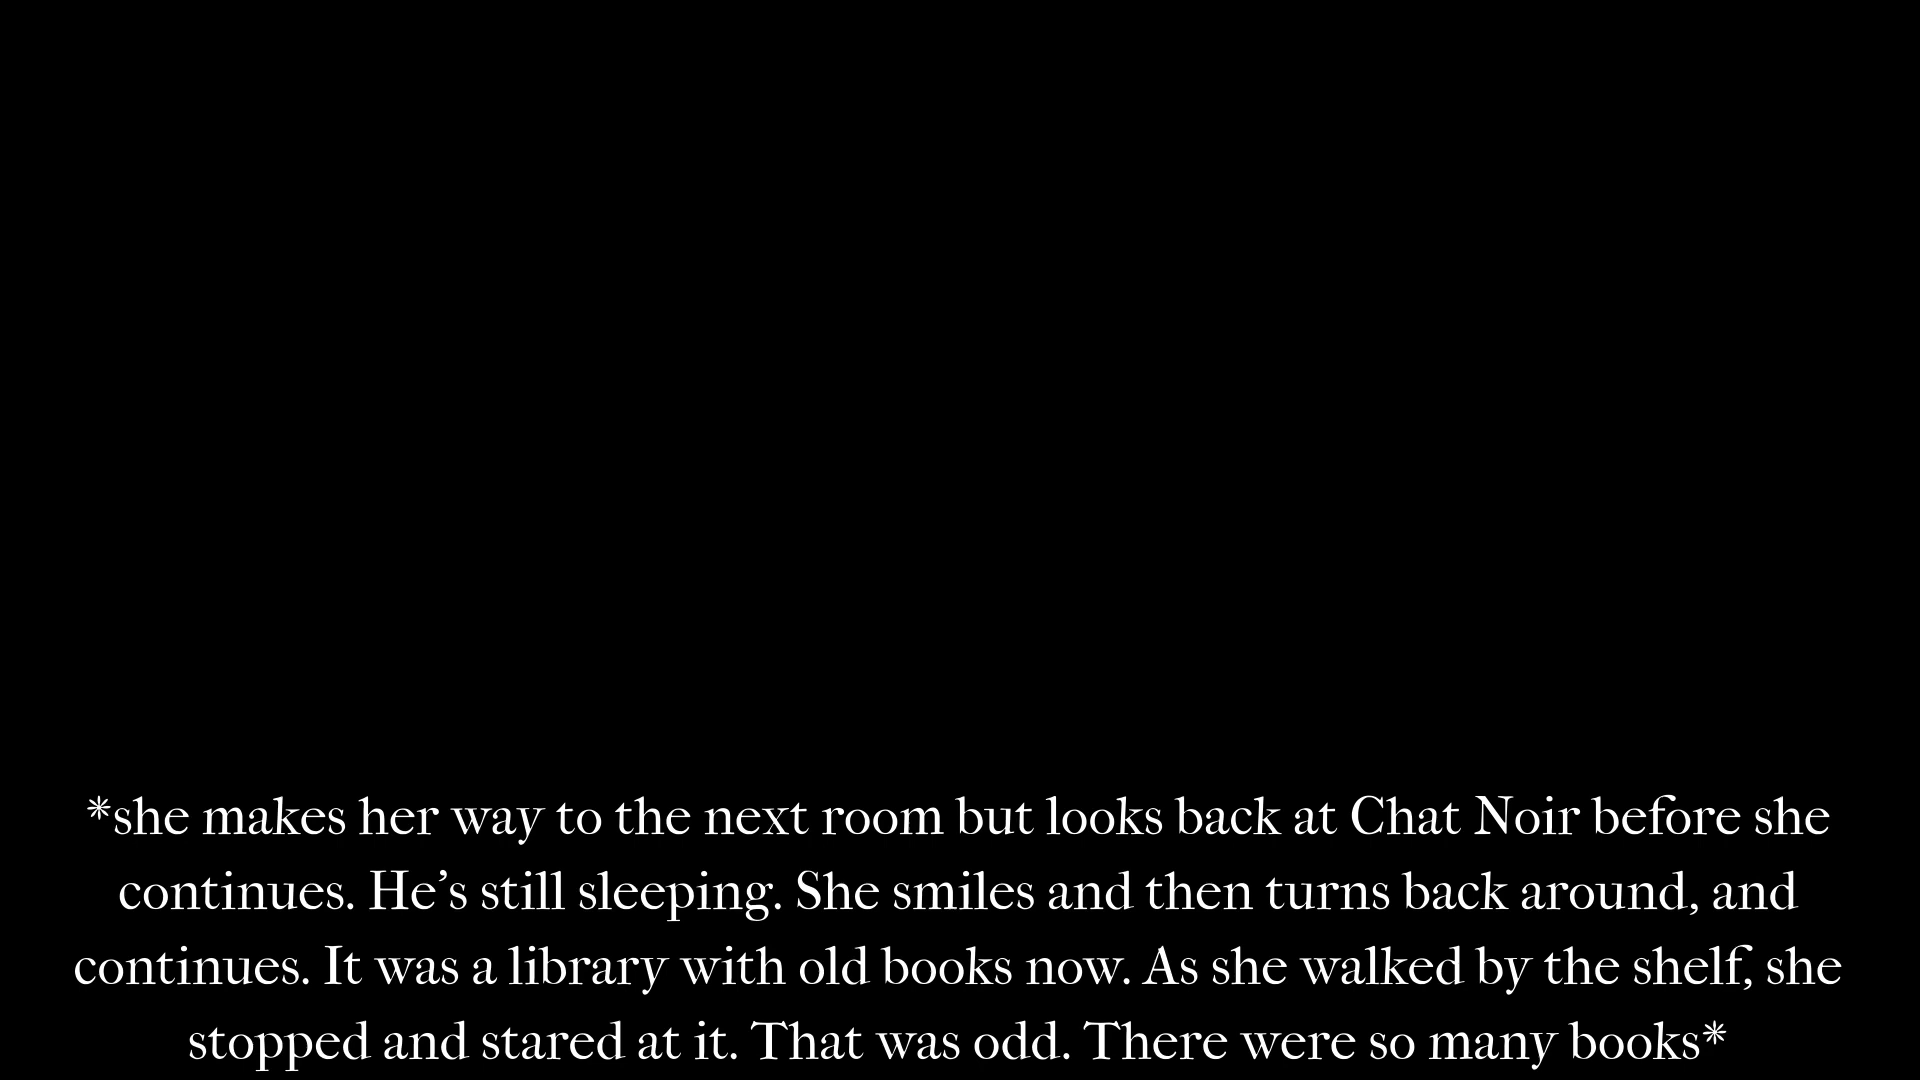 *she makes her way to the next room but looks back at Chat Noir before she
continues. He’s still sleeping. She smiles and then turns back around, and
continues. It was a library with old books now. As she walked by the shelf, she
stopped and stared at it. That was odd. There were so many books*